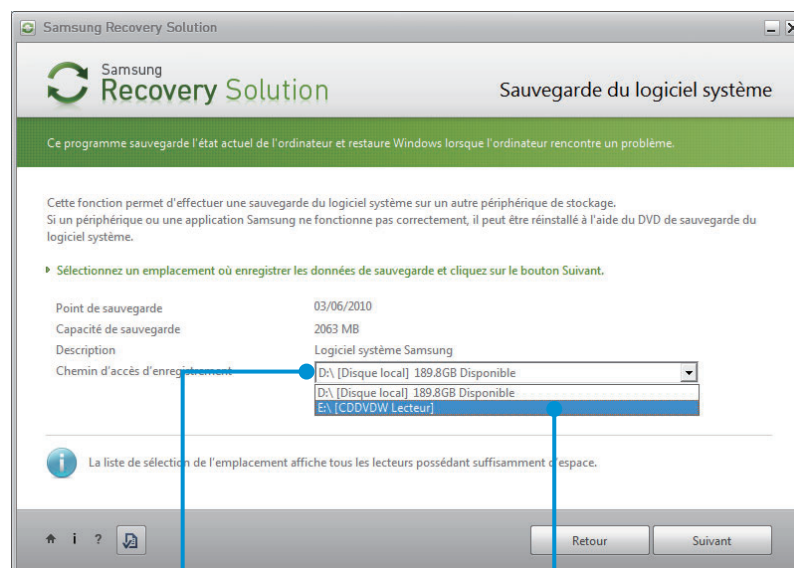 Samsung Recovery Solution
Samsung
Recovery Solution
Sauvegarde du logiciel système
Ce programme sauvegarde l'état actuel de l'ordinateur et restaure Windows lorsque l'ordinateur rencontre un problème.
Cette fonction permet d'effectuer une sauvegarde du logiciel système sur un autre périphérique de stockage.
Si un périphérique ou une application Samsung ne fonctionne pas correctement, il peut être réinstallé à l'aide du DVD de sauvegarde du
logiciel système.
Sélectionnez un emplacement où enregistrer les données de sauvegarde et cliquez sur le bouton Suivant.
Point de sauvegarde 03/06/2010
Capacité de sauvegarde 2063 MB
Description Logiciel système Samsung
Chemin d'accès d'enregistrement D:\ [Disque local] 189.8GB Disponible
D:\ [Disque local] 189.8GB Disponible
E:\ [CDDVDW Lecteur]
La liste de sélection de l'emplacement affiche tous les lecteurs possédant suffisamment d'espace.
i ? Retour Suivant